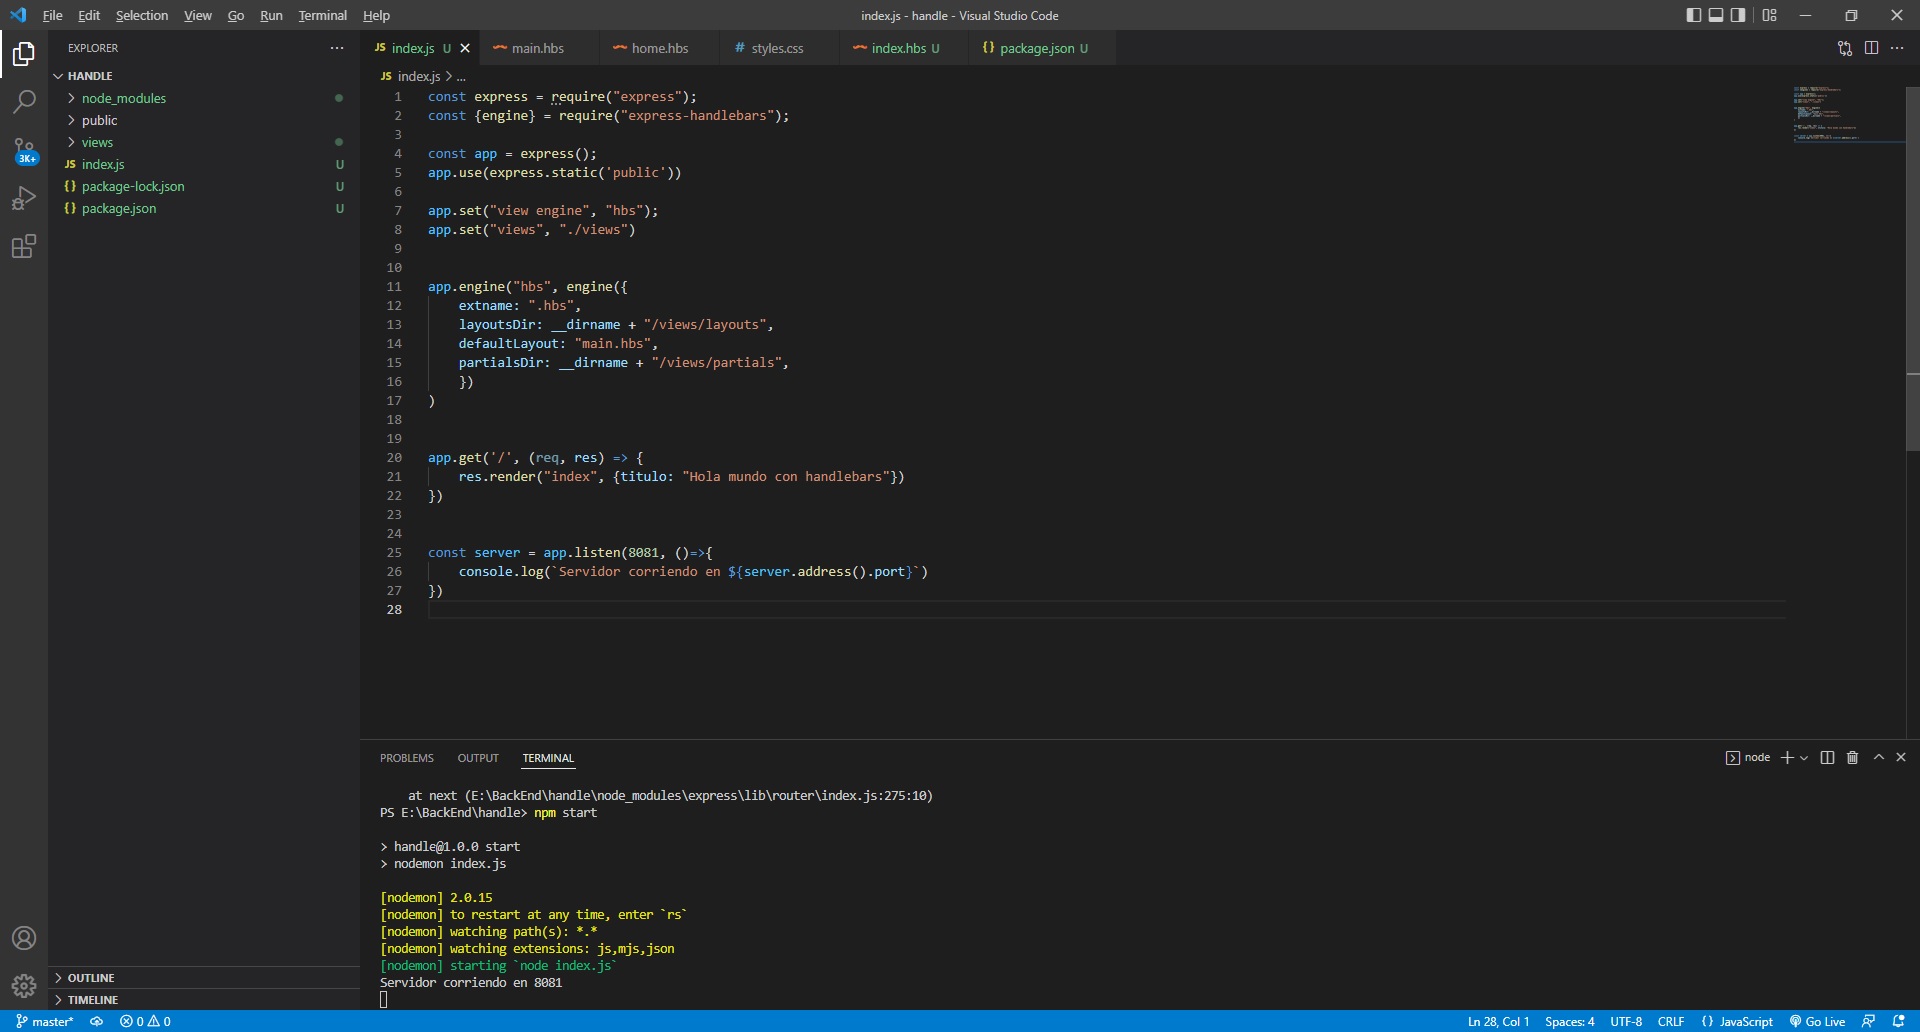 File Edit Selection View Go Run Terminal Help
index.js - handle - Visual Studio Code
EXPLORER
HANDLE
node_modules
public
views
index.js U
package-lock.json U
package.json U
3K+
OUTLINE
TIMELINE
JS index.js U main.hbs home.hbs # styles.css index.hbs U {} package.json U
JS index.js > ...
1 const express = require("express");
2 const {engine} = require("express-handlebars");
3
4 const app = express();
5 app.use(express.static('public'))
6
7 app.set("view engine", "hbs");
8 app.set("views", "./views")
9
10
11 app.engine("hbs", engine({
12 extname: ".hbs",
13 layoutsDir: __dirname + "/views/layouts",
14 defaultLayout: "main.hbs",
15 partialsDir: __dirname + "/views/partials",
16 })
17 )
18
19
20 app.get('/', (req, res) => {
21 res.render("index", {titulo: "Hola mundo con handlebars"})
22 })
23
24
25 const server = app.listen(8081, ()=>{
26 console.log(`Servidor corriendo en ${server.address().port}`)
27 })
28
PROBLEMS OUTPUT TERMINAL
node
at next (E:\BackEnd\handle\node_modules\express\lib\router\index.js:275:10)
PS E:\BackEnd\handle> npm start
> handle@1.0.0 start
> nodemon index.js
[nodemon] 2.0.15
[nodemon] to restart at any time, enter `rs`
[nodemon] watching path(s): *.*
[nodemon] watching extensions: js,mjs,json
[nodemon] starting `node index.js`
Servidor corriendo en 8081
master* 0 0 Ln 28, Col 1 Spaces: 4 UTF-8 CRLF {} JavaScript Go Live